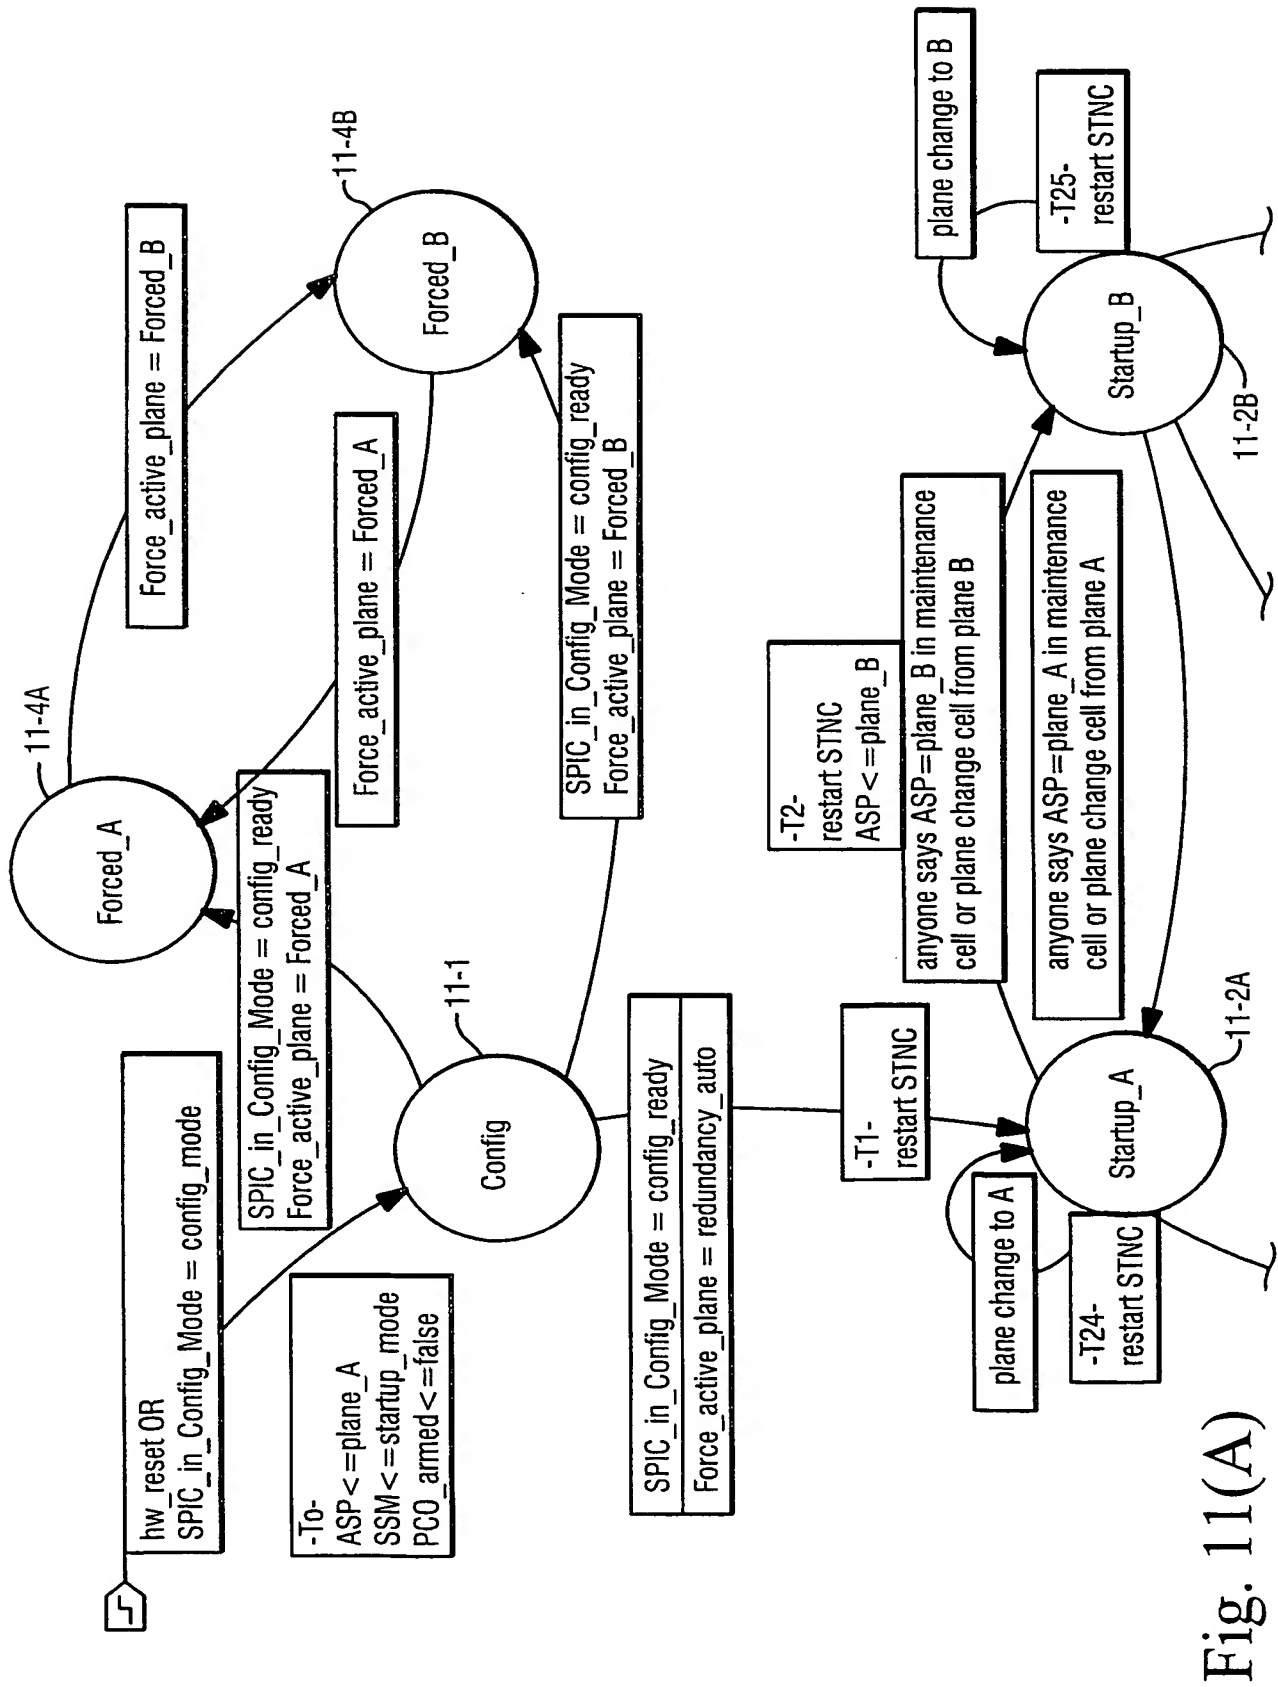 hw_reset OR
SPIC_in_Config_Mode = config_mode
-To-
ASP<=plane_A
SSM<=startup_mode
PCO_armed<=false
Config
11-1
SPIC_in_Config_Mode = config_ready
Force_active_plane = Forced_A
Forced_A
11-4A
Force_active_plane = Forced_B
Force_active_plane = Forced_A
Forced_B
11-4B
SPIC_in_Config_Mode = config_ready
Force_active_plane = Forced_B
SPIC_in_Config_Mode = config_ready
Force_active_plane = redundancy_auto
-T1-
restart STNC
plane change to A
-T24-
restart STNC
Startup_A
11-2A
-T2-
restart STNC
ASP<=plane_B
anyone says ASP=plane_B in maintenance
cell or plane change cell from plane B
anyone says ASP=plane_A in maintenance
cell or plane change cell from plane A
Startup_B
11-2B
plane change to B
-T25-
restart STNC
Fig. 11(A)